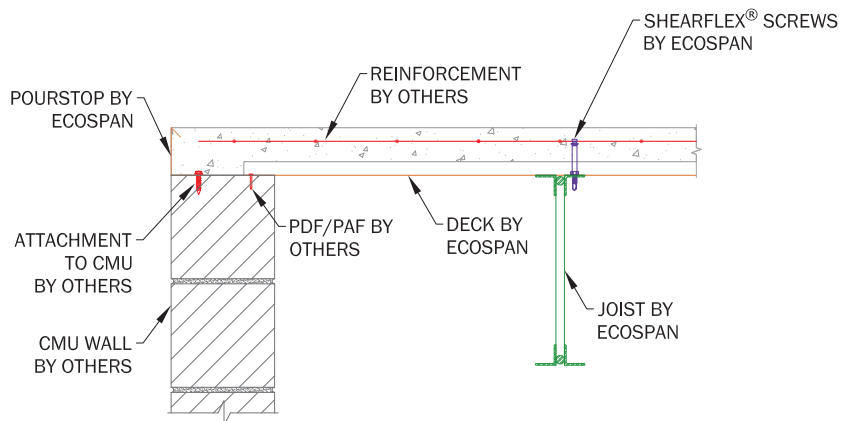 SHEARFLEX® SCREWS
BY ECOSPAN
REINFORCEMENT
BY OTHERS
POURSTOP BY
ECOSPAN
ATTACHMENT
TO CMU
BY OTHERS
PDF/PAF BY
OTHERS
DECK BY
ECOSPAN
JOIST BY
ECOSPAN
CMU WALL
BY OTHERS